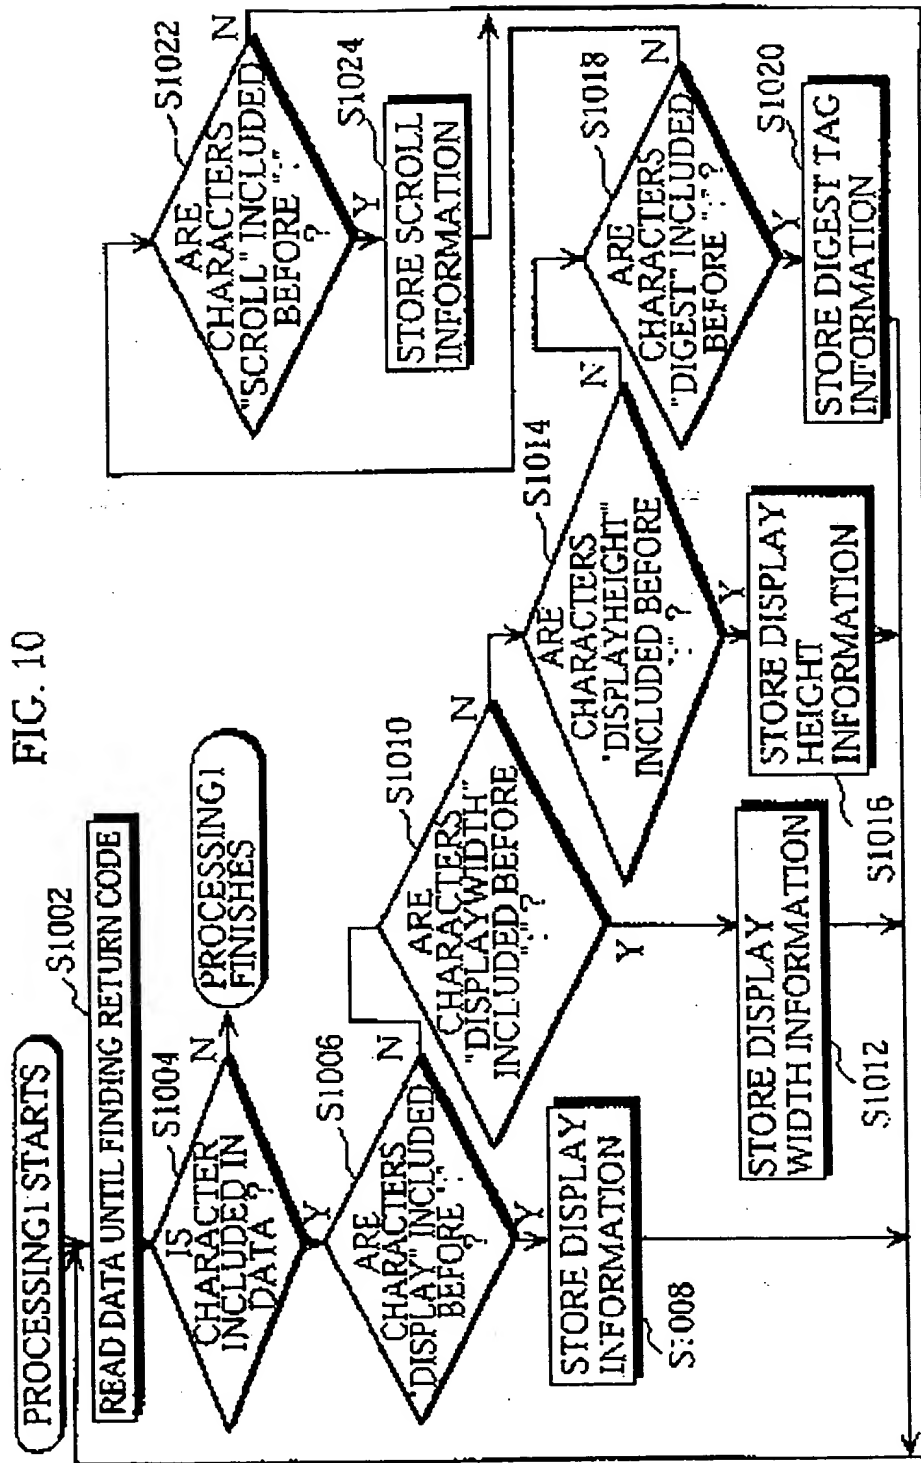 FIG. 10
PROCESSING1 STARTS
S1002
READ DATA UNTIL FINDING RETURN CODE
S1004
IS
CHARACTER
INCLUDED IN
DATA ?
N
PROCESSING1
FINISHES
Y
S1006
ARE
CHARACTERS
"DISPLAY" INCLUDED
BEFORE ":"
?
N
Y
STORE DISPLAY
INFORMATION
S1008
S1010
ARE
CHARACTERS
"DISPLAYWIDTH"
INCLUDED BEFORE
":" ?
N
Y
STORE DISPLAY
WIDTH INFORMATION
S1012
S1014
ARE
CHARACTERS
"DISPLAYHEIGHT"
INCLUDED BEFORE
":" ?
N
Y
STORE DISPLAY
HEIGHT
INFORMATION
S1016
S1018
ARE
CHARACTERS
"DIGEST" INCLUDED
BEFORE ":" ?
N
Y
S1020
STORE DIGEST TAG
INFORMATION
S1022
ARE
CHARACTERS
"SCROLL" INCLUDED
BEFORE ":"
?
N
Y
S1024
STORE SCROLL
INFORMATION